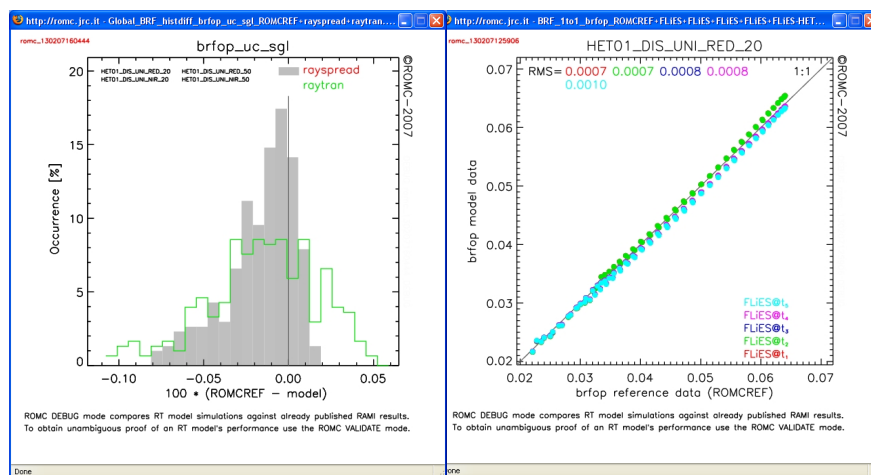 http://romc.jrc.it - Global_BRF_histdiff_brfop_uc_sgl_ROMCREF+rayspread+raytran....
romc_130207160444
brfop_uc_sgl
HET01_DIS_UNI_RED_20 HET01_DIS_UNI_RED_50
HET01_DIS_UNI_NIR_20 HET01_DIS_UNI_NIR_50
rayspread
raytran
©ROMC-2007
Occurrence [%]
20
15
10
5
0
−0.10 −0.05 0.00 0.05
100 * (ROMCREF - model)
ROMC DEBUG mode compares RT model simulations against already published RAMI results.
To obtain unambiguous proof of an RT model's performance use the ROMC VALIDATE mode.
Done
http://romc.jrc.it - BRF_1to1_brfop_ROMCREF+FLiES+FLiES+FLiES+FLiES+FLiES-HET...
romc_130207125906
HET01_DIS_UNI_RED_20
RMS= 0.0007 0.0007 0.0008 0.0008 1:1
0.0010
©ROMC-2007
brfop model data
0.07
0.06
0.05
0.04
0.03
0.02
FLiES@t₅
FLiES@t₄
FLiES@t₃
FLiES@t₂
FLiES@t₁
0.02 0.03 0.04 0.05 0.06 0.07
brfop reference data (ROMCREF)
ROMC DEBUG mode compares RT model simulations against already published RAMI results.
To obtain unambiguous proof of an RT model's performance use the ROMC VALIDATE mode.
one